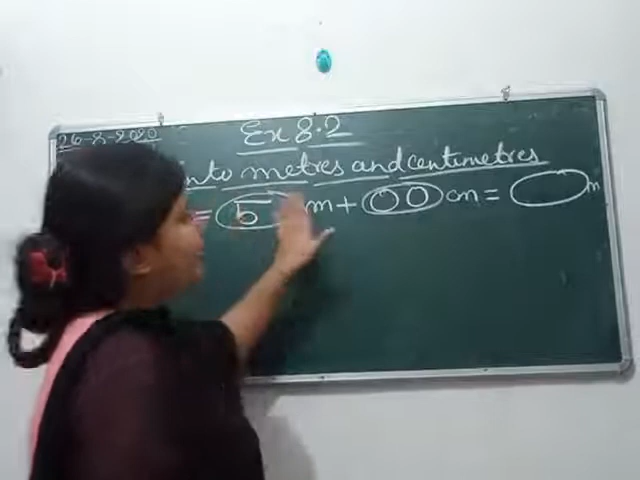 26-8-2020
Ex 8.2
into metres and centimetres
= 5 m + 00 cm = m